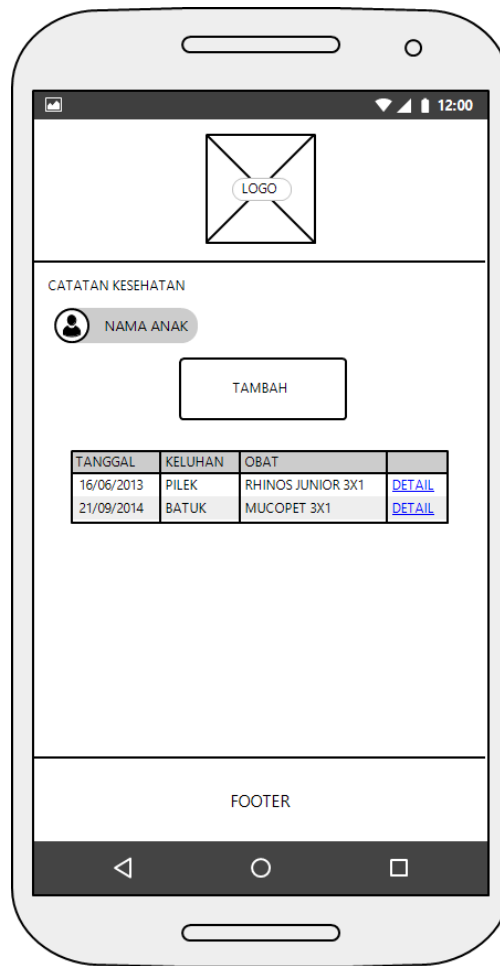 12:00
LOGO
CATATAN KESEHATAN
NAMA ANAK
TAMBAH
TANGGAL KELUHAN OBAT
16/06/2013 PILEK RHINOS JUNIOR 3X1 DETAIL
21/09/2014 BATUK MUCOPET 3X1 DETAIL
FOOTER